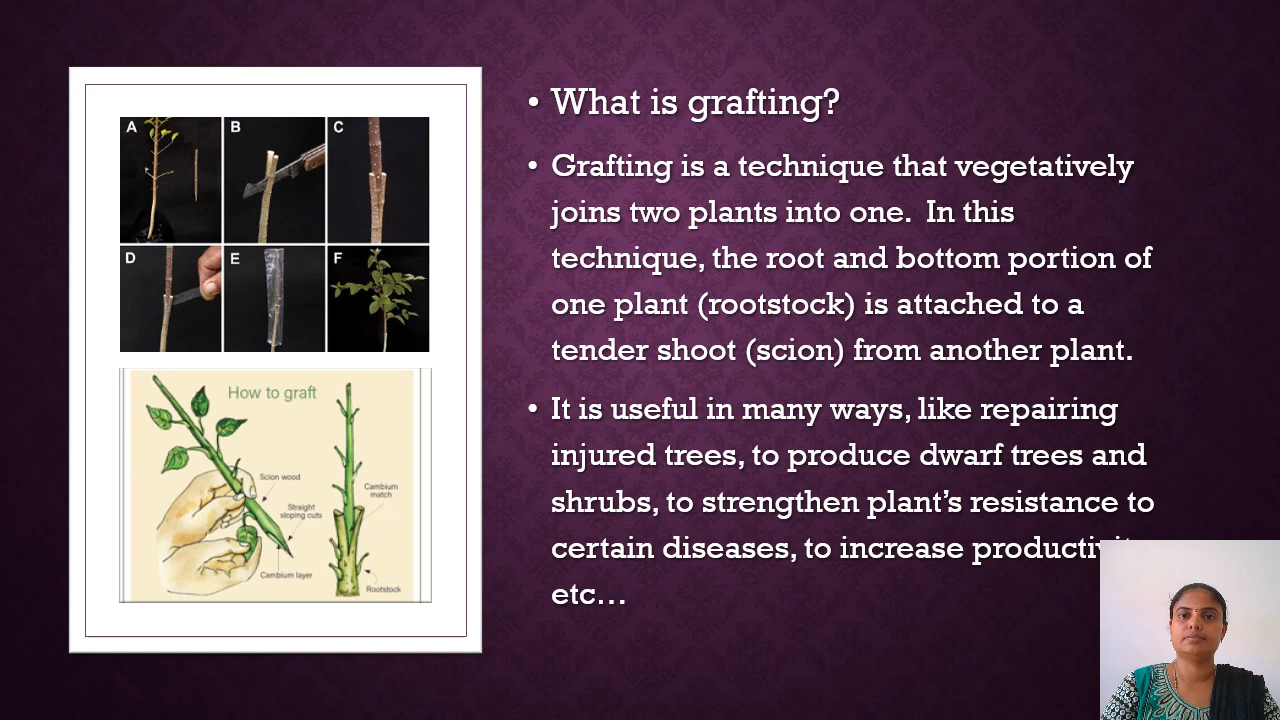 A
B
C
D
E
F
How to graft
Scion wood
Straight
sloping cuts
Cambium layer
Cambium
match
Rootstock
• What is grafting?
• Grafting is a technique that vegetatively
joins two plants into one.  In this
technique, the root and bottom portion of
one plant (rootstock) is attached to a
tender shoot (scion) from another plant.
• It is useful in many ways, like repairing
injured trees, to produce dwarf trees and
shrubs, to strengthen plant’s resistance to
certain diseases, to increase
etc…